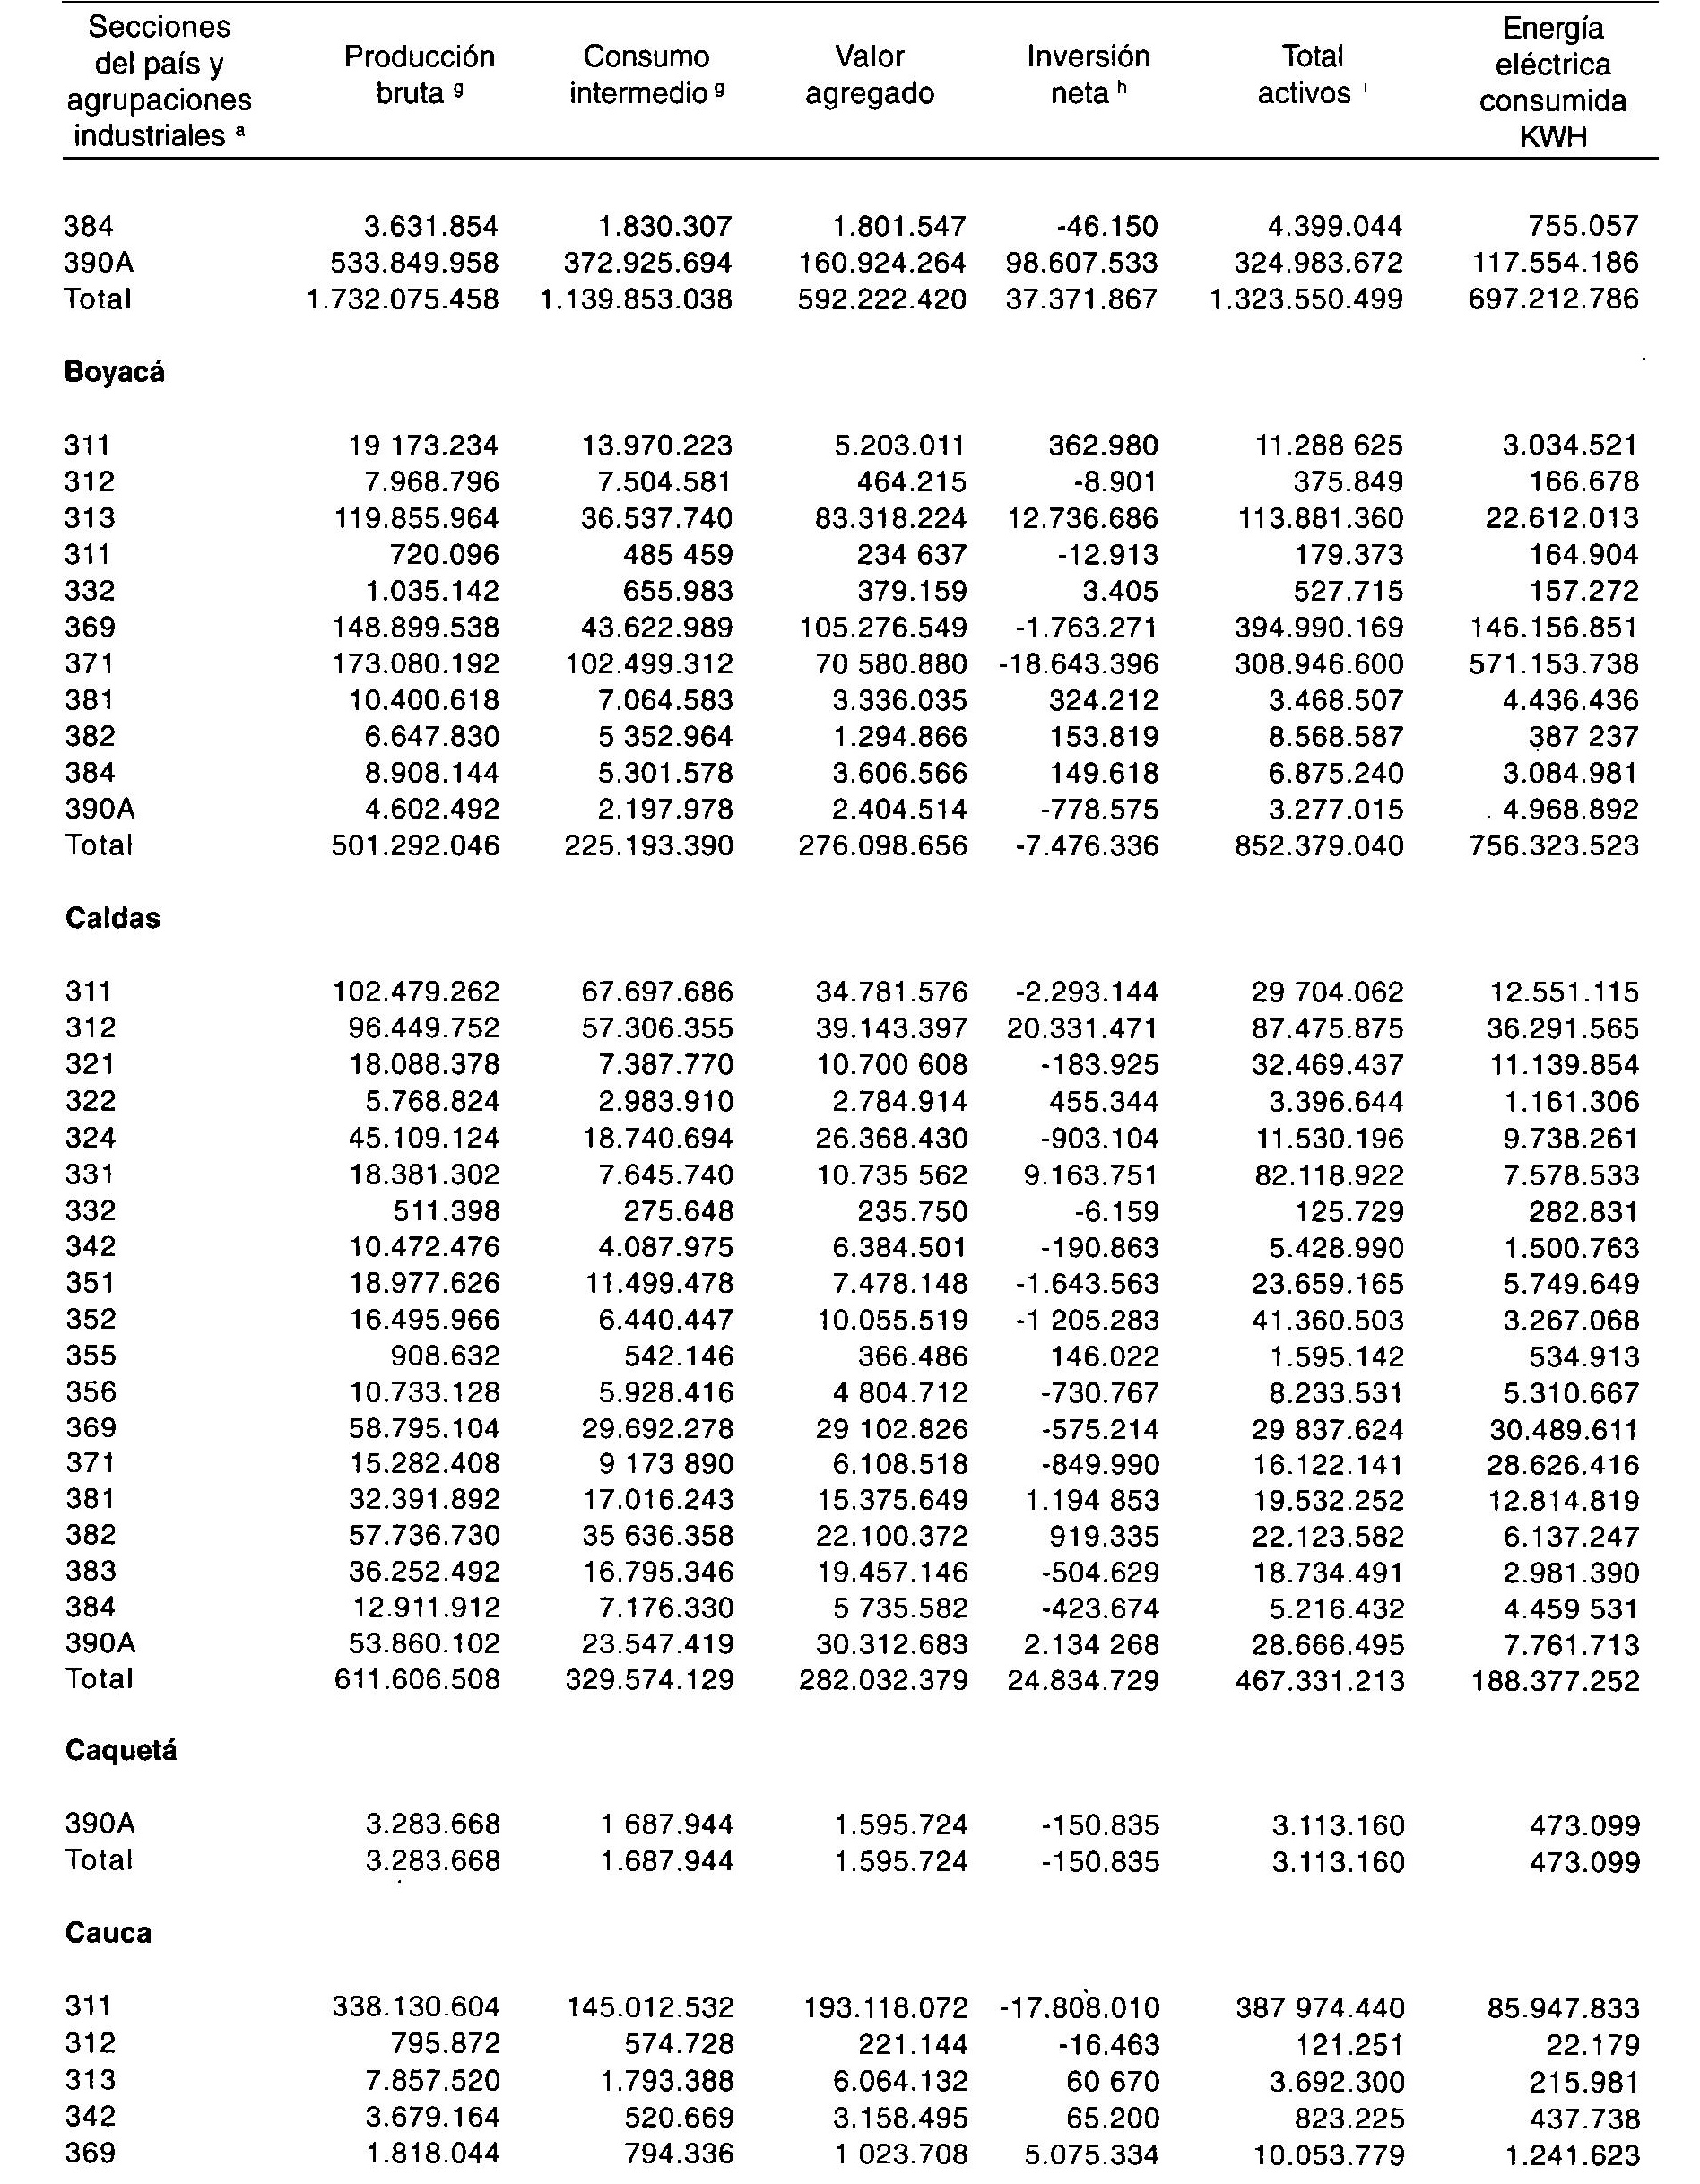 Secciones del país y agrupaciones industriales a | Producción bruta g | Consumo intermedio g | Valor agregado | Inversión neta h | Total activos i | Energía eléctrica consumida KWH
384 3.631.854 1.830.307 1.801.547 -46.150 4.399.044 755.057
390A 533.849.958 372.925.694 160.924.264 98.607.533 324.983.672 117.554.186
Total 1.732.075.458 1.139.853.038 592.222.420 37.371.867 1.323.550.499 697.212.786
Boyacá
311 19 173.234 13.970.223 5.203.011 362.980 11.288 625 3.034.521
312 7.968.796 7.504.581 464.215 -8.901 375.849 166.678
313 119.855.964 36.537.740 83.318.224 12.736.686 113.881.360 22.612.013
311 720.096 485 459 234 637 -12.913 179.373 164.904
332 1.035.142 655.983 379.159 3.405 527.715 157.272
369 148.899.538 43.622.989 105.276.549 -1.763.271 394.990.169 146.156.851
371 173.080.192 102.499.312 70 580.880 -18.643.396 308.946.600 571.153.738
381 10.400.618 7.064.583 3.336.035 324.212 3.468.507 4.436.436
382 6.647.830 5 352.964 1.294.866 153.819 8.568.587 387 237
384 8.908.144 5.301.578 3.606.566 149.618 6.875.240 3.084.981
390A 4.602.492 2.197.978 2.404.514 -778.575 3.277.015 4.968.892
Total 501.292.046 225.193.390 276.098.656 -7.476.336 852.379.040 756.323.523
Caldas
311 102.479.262 67.697.686 34.781.576 -2.293.144 29 704.062 12.551.115
312 96.449.752 57.306.355 39.143.397 20.331.471 87.475.875 36.291.565
321 18.088.378 7.387.770 10.700 608 -183.925 32.469.437 11.139.854
322 5.768.824 2.983.910 2.784.914 455.344 3.396.644 1.161.306
324 45.109.124 18.740.694 26.368.430 -903.104 11.530.196 9.738.261
331 18.381.302 7.645.740 10.735 562 9.163.751 82.118.922 7.578.533
332 511.398 275.648 235.750 -6.159 125.729 282.831
342 10.472.476 4.087.975 6.384.501 -190.863 5.428.990 1.500.763
351 18.977.626 11.499.478 7.478.148 -1.643.563 23.659.165 5.749.649
352 16.495.966 6.440.447 10.055.519 -1 205.283 41.360.503 3.267.068
355 908.632 542.146 366.486 146.022 1.595.142 534.913
356 10.733.128 5.928.416 4 804.712 -730.767 8.233.531 5.310.667
369 58.795.104 29.692.278 29 102.826 -575.214 29 837.624 30.489.611
371 15.282.408 9 173 890 6.108.518 -849.990 16.122.141 28.626.416
381 32.391.892 17.016.243 15.375.649 1.194 853 19.532.252 12.814.819
382 57.736.730 35 636.358 22.100.372 919.335 22.123.582 6.137.247
383 36.252.492 16.795.346 19.457.146 -504.629 18.734.491 2.981.390
384 12.911.912 7.176.330 5 735.582 -423.674 5.216.432 4.459 531
390A 53.860.102 23.547.419 30.312.683 2.134 268 28.666.495 7.761.713
Total 611.606.508 329.574.129 282.032.379 24.834.729 467.331.213 188.377.252
Caquetá
390A 3.283.668 1 687.944 1.595.724 -150.835 3.113.160 473.099
Total 3.283.668 1.687.944 1.595.724 -150.835 3.113.160 473.099
Cauca
311 338.130.604 145.012.532 193.118.072 -17.808.010 387 974.440 85.947.833
312 795.872 574.728 221.144 -16.463 121.251 22.179
313 7.857.520 1.793.388 6.064.132 60 670 3.692.300 215.981
342 3.679.164 520.669 3.158.495 65.200 823.225 437.738
369 1.818.044 794.336 1 023.708 5.075.334 10.053.779 1.241.623